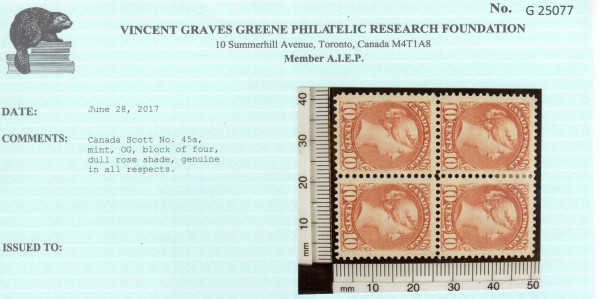 No. G 25077
VINCENT GRAVES GREENE PHILATELIC RESEARCH FOUNDATION
10 Summerhill Avenue, Toronto, Canada M4T1A8
Member A.I.E.P.
DATE: June 28, 2017
COMMENTS: Canada Scott No. 45a,
mint, OG, block of four,
dull rose shade, genuine
in all respects.
ISSUED TO:
40
30
20
10
mm
mm 10 20 30 40 50